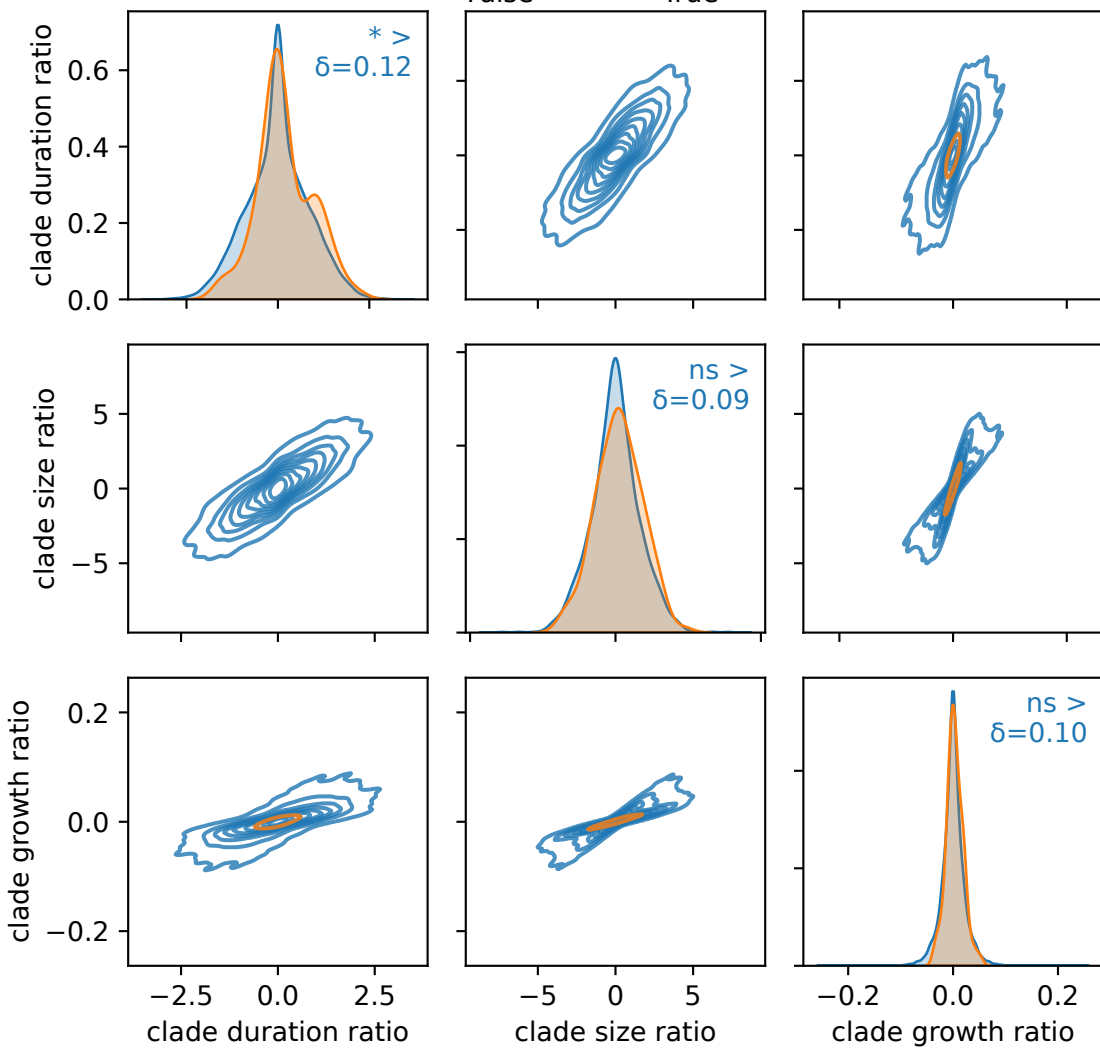 clade duration ratio
0.6
0.4
0.2
0.0
* >
δ=0.12
clade size ratio
5
0
−5
ns >
δ=0.09
clade growth ratio
0.2
0.0
−0.2
ns >
δ=0.10
−2.5 0.0 2.5
−5 0 5
−0.2 0.0 0.2
clade duration ratio
clade size ratio
clade growth ratio